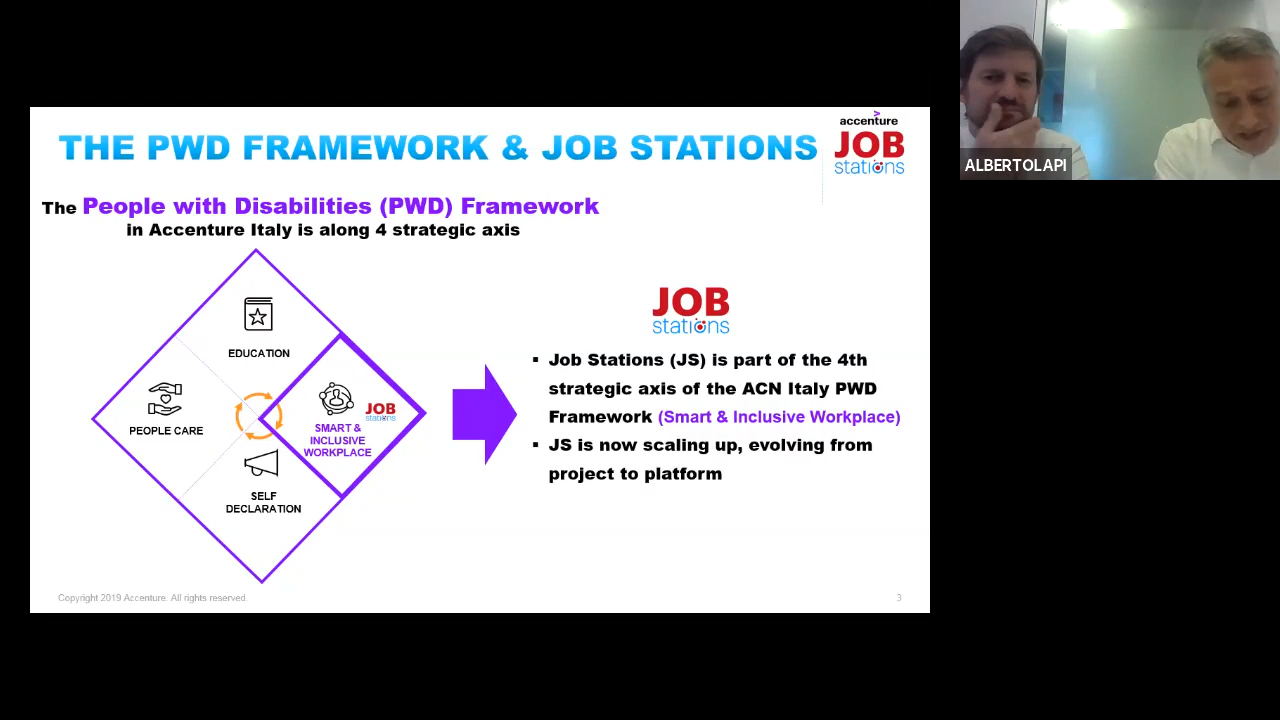 THE PWD FRAMEWORK & JOB STATIONS
accenture
JOB
stations
ALBERTOLAPI
The People with Disabilities (PWD) Framework
in Accenture Italy is along 4 strategic axis
EDUCATION
PEOPLE CARE
JOB
stations
SMART &
INCLUSIVE
WORKPLACE
SELF
DECLARATION
JOB
stations
▪ Job Stations (JS) is part of the 4th
strategic axis of the ACN Italy PWD
Framework (Smart & Inclusive Workplace)
▪ JS is now scaling up, evolving from
project to platform
Copyright 2019 Accenture. All rights reserved.
3